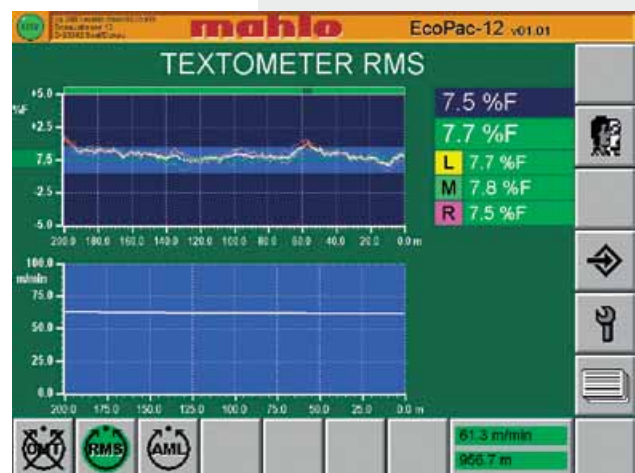 mahlo
EcoPac-12 v01.01
TEXTOMETER RMS
%F
+5.0
+2.5
7.5
-2.5
-5.0
200.0 180.0 160.0 140.0 120.0 100.0 80.0 60.0 40.0 20.0 0.0 m
7.5 %F
7.7 %F
L 7.7 %F
M 7.8 %F
R 7.5 %F
100.0
m/min
75.0
50.0
25.0
0.0
200.0 175.0 150.0 125.0 100.0 75.0 50.0 25.0 0.0 m
OMT
RMS
AML
61.3 m/min
956.7 m